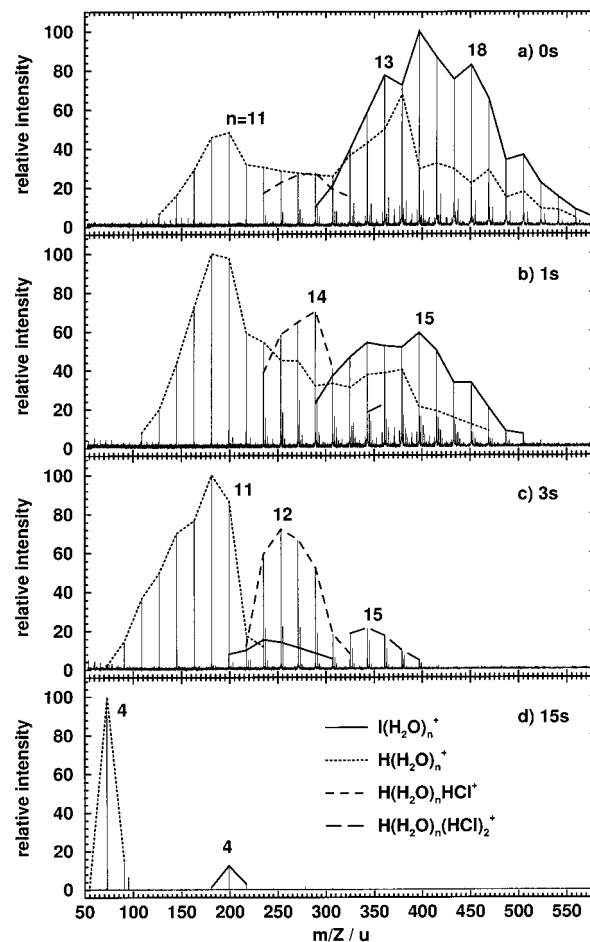 100
80
60
40
20
0
relative intensity
n=11
13
18
a) 0s
100
80
60
40
20
0
relative intensity
14
15
b) 1s
100
80
60
40
20
0
relative intensity
11
12
15
c) 3s
100
80
60
40
20
0
relative intensity
4
4
d) 15s
I(H₂O)ₙ⁺
H(H₂O)ₙ⁺
H(H₂O)ₙHCl⁺
H(H₂O)ₙ(HCl)₂⁺
50 100 150 200 250 300 350 400 450 500 550
m/Z / u